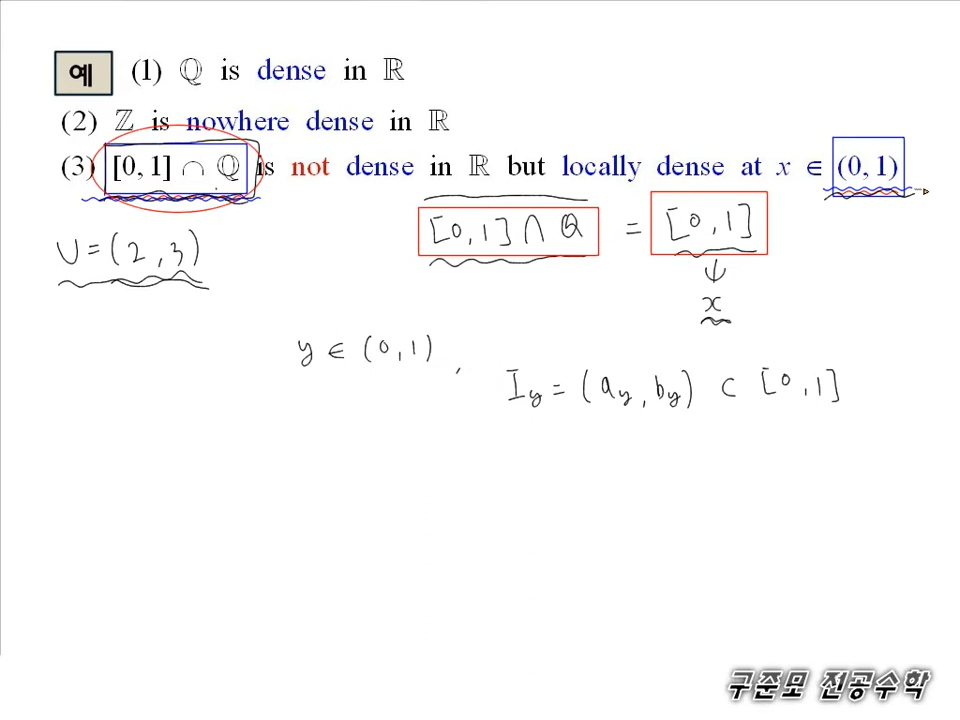 예 (1) ℚ is dense in ℝ
(2) ℤ is nowhere dense in ℝ
(3) [0, 1] ∩ ℚ is not dense in ℝ but locally dense at x ∈ (0, 1)
U = (2, 3)
[0, 1] ∩ ℚ = [0, 1]
↓
x
y ∈ (0, 1) ,
I_y = (a_y, b_y) ⊂ [0, 1]
구준모 전공수학